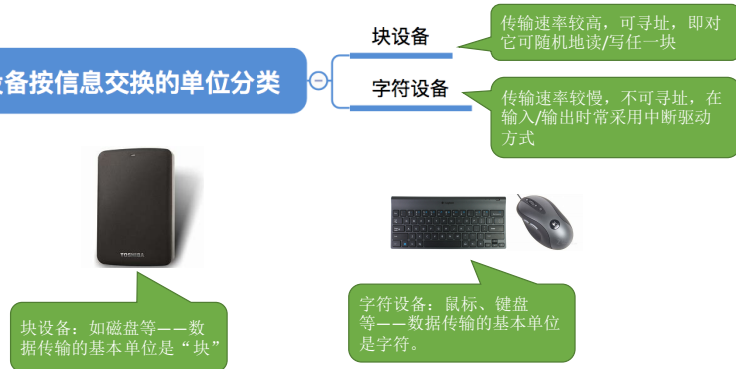 块设备
传输速率较高，可寻址，即对
它可随机地读/写任一块
备按信息交换的单位分类
字符设备
传输速率较慢，不可寻址，在
输入/输出时常采用中断驱动
方式
TOSHIBA
块设备：如磁盘等——数
据传输的基本单位是“块”
字符设备：鼠标、键盘
等——数据传输的基本单位
是字符。